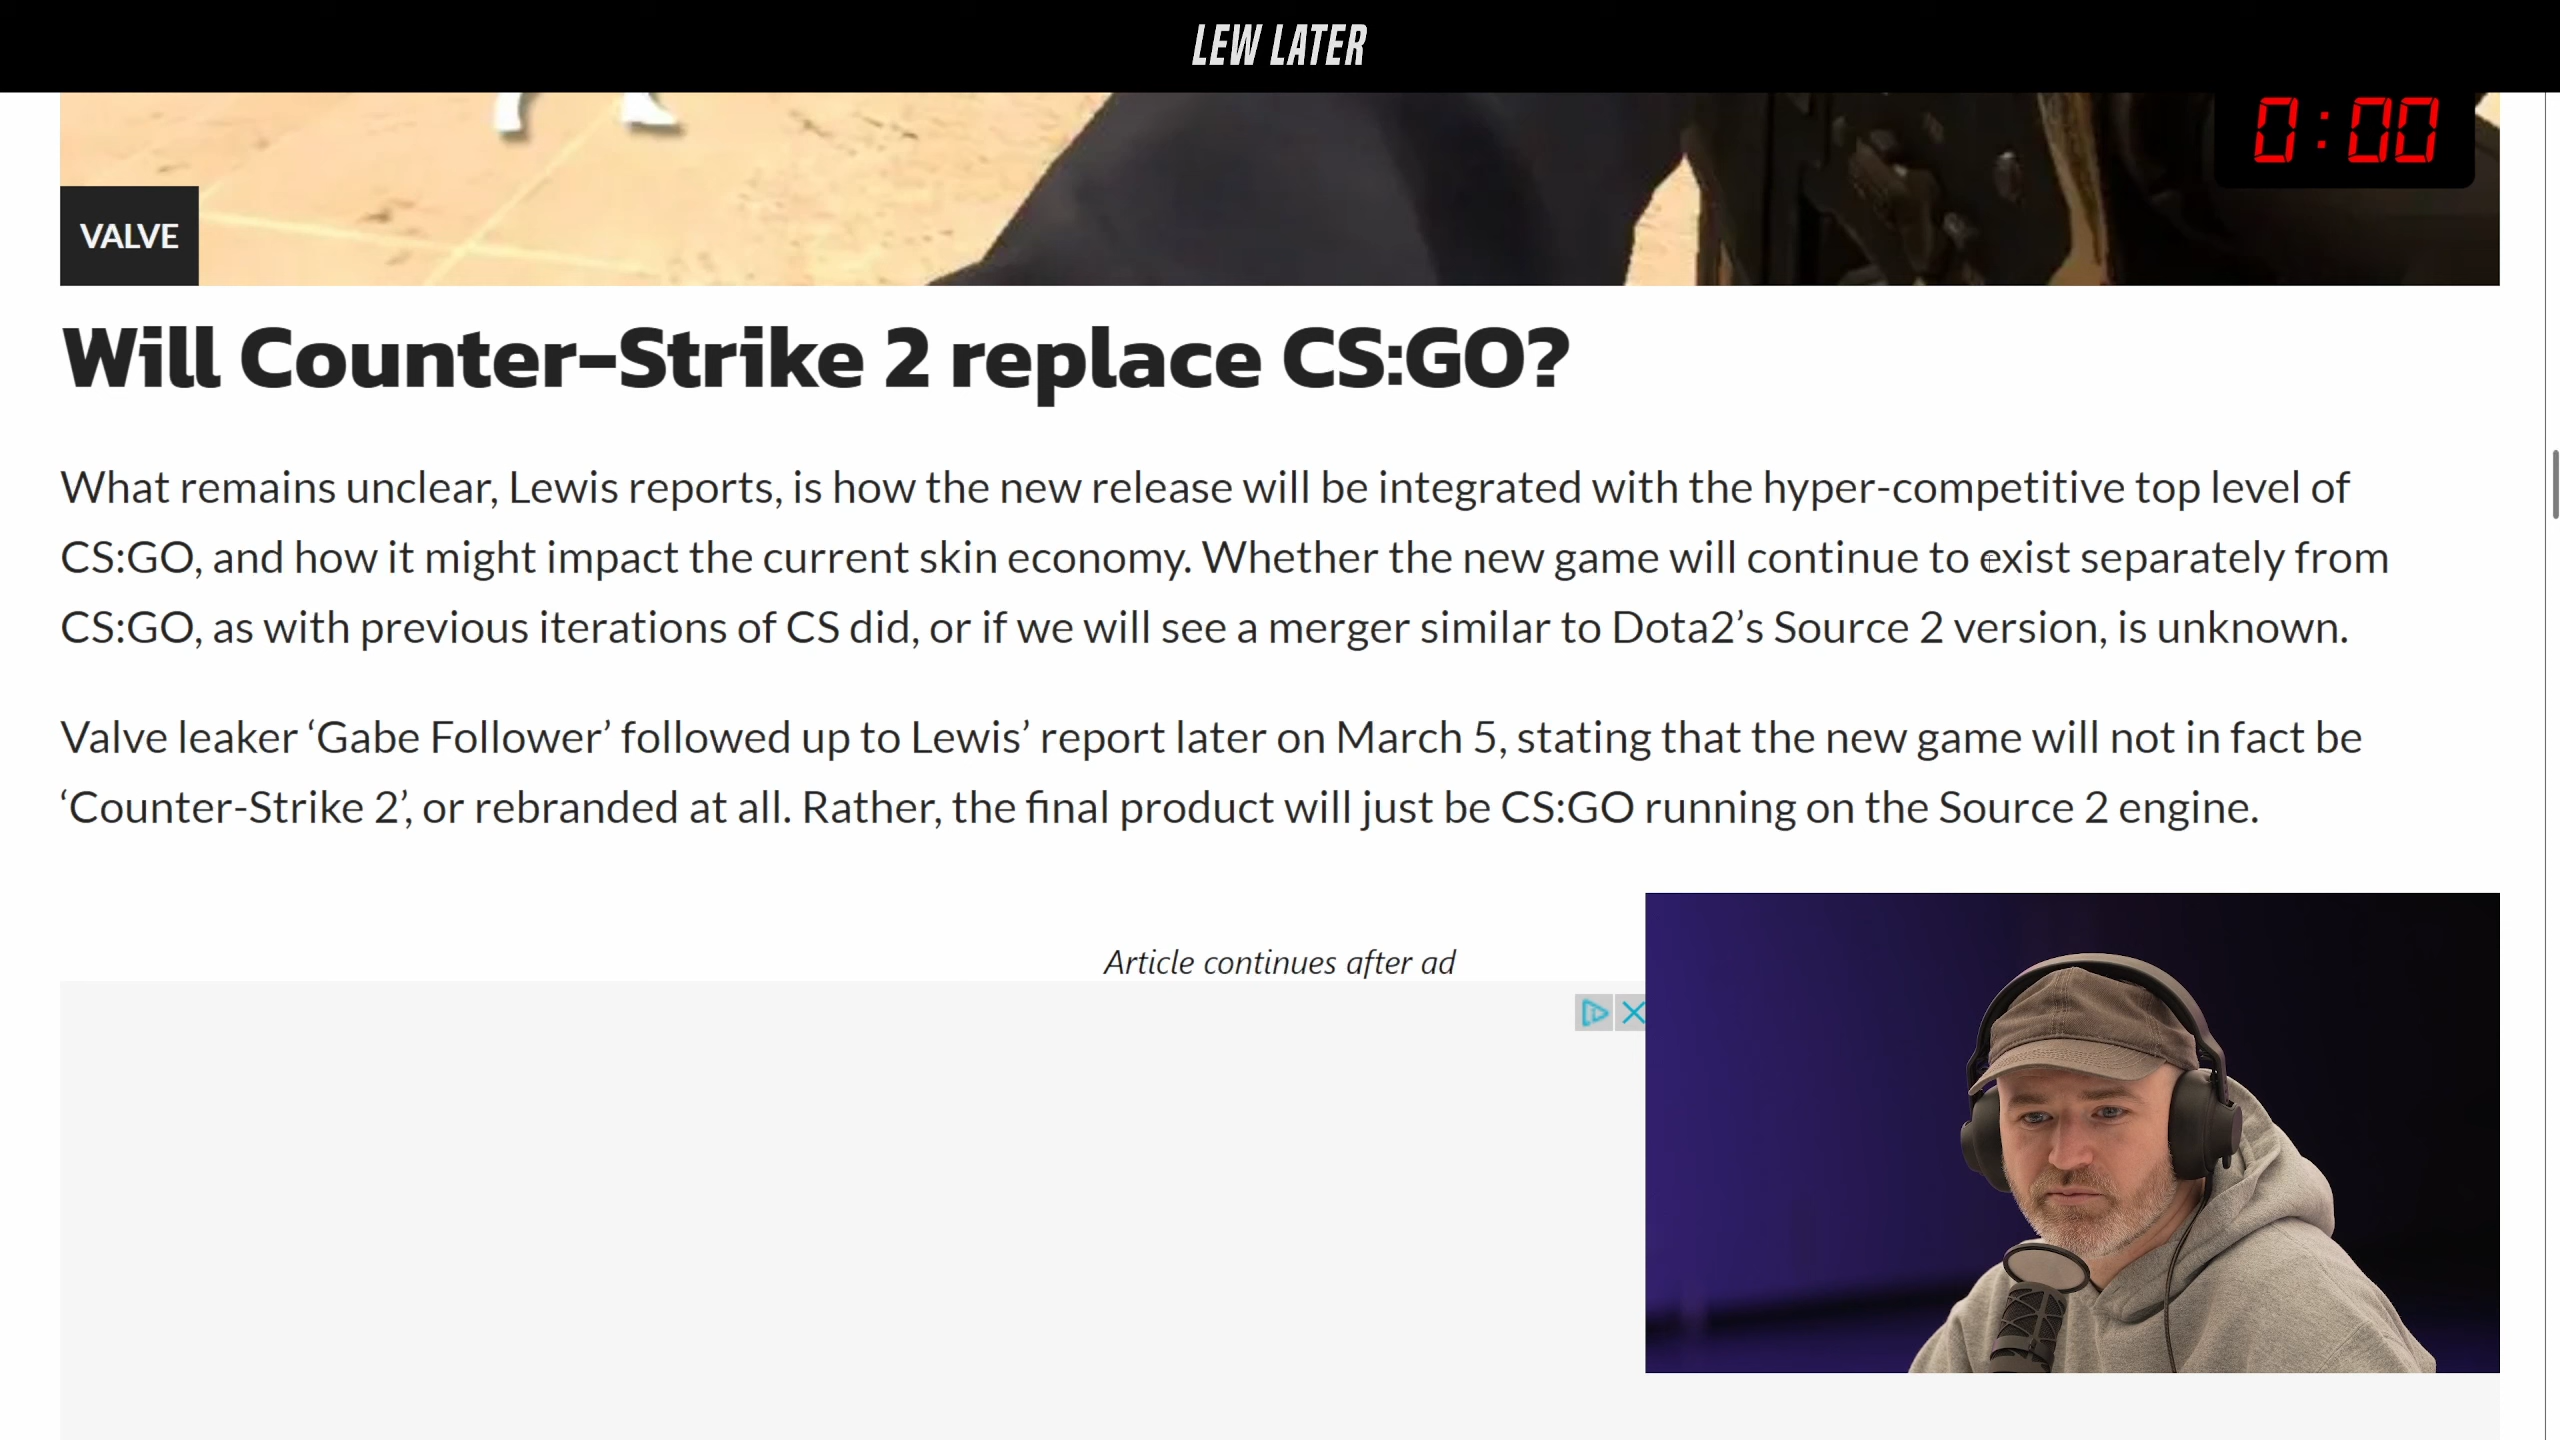 LEW LATER
0:00
VALVE
Will Counter-Strike 2 replace CS:GO?
What remains unclear, Lewis reports, is how the new release will be integrated with the hyper-competitive top level of
CS:GO, and how it might impact the current skin economy. Whether the new game will continue to exist separately from
CS:GO, as with previous iterations of CS did, or if we will see a merger similar to Dota2’s Source 2 version, is unknown.
Valve leaker ‘Gabe Follower’ followed up to Lewis’ report later on March 5, stating that the new game will not in fact be
‘Counter-Strike 2’, or rebranded at all. Rather, the final product will just be CS:GO running on the Source 2 engine.
Article continues after ad